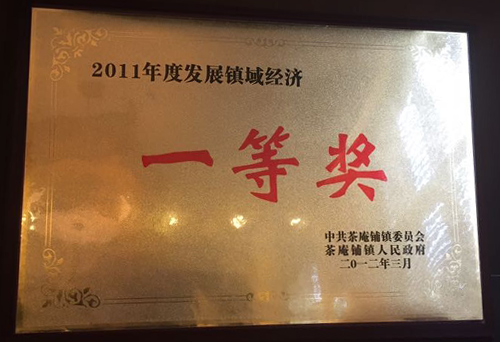 2011年度发展镇域经济
一等奖
中共茶庵铺镇委员会
茶庵铺镇人民政府
二〇一二年三月